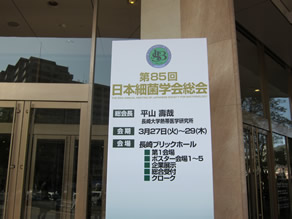 第85回
日本細菌学会総会
総会長 平山 壽哉
長崎大学熱帯医学研究所
会期 3月27日(火)〜29(木)
会場 長崎ブリックホール
■第1会場
■ポスター会場1〜5
■企業展示
■総合受付
■クローク